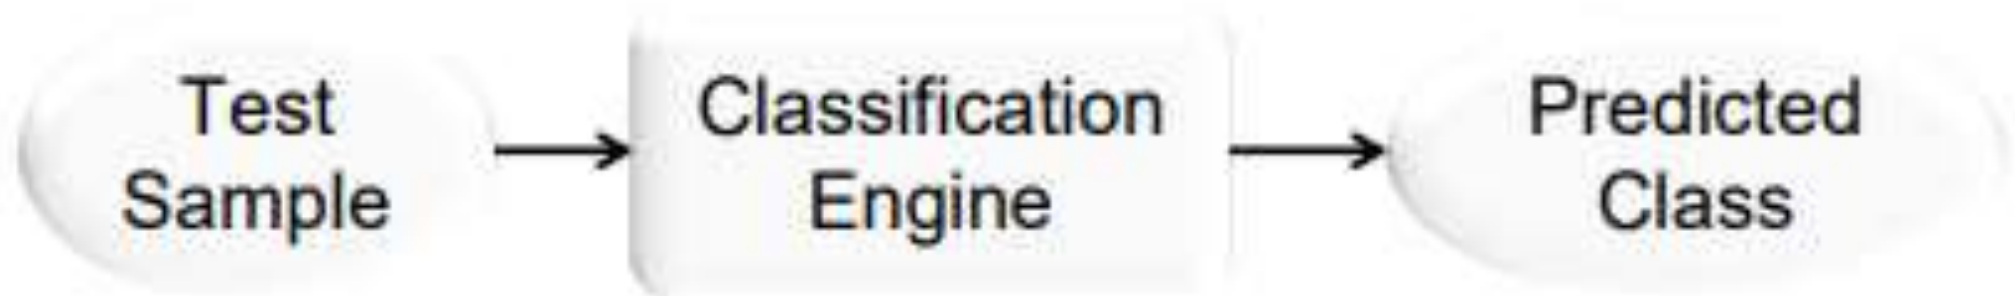 Test
Sample
Classification
Engine
Predicted
Class